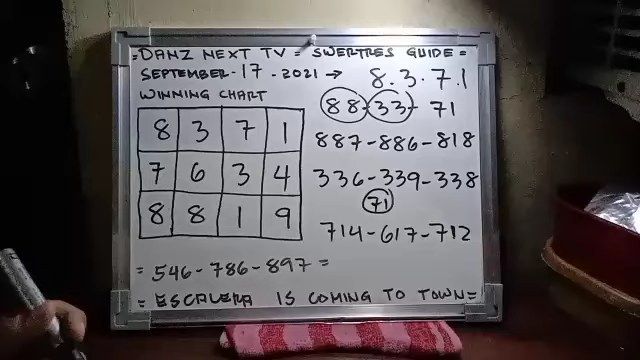 =DANZ NEXT TV = SWERTRES GUIDE =
SEPTEMBER-17-2021 → 8.3.7.1
WINNING CHART
88-33-71
8 3 7 1
887-886-818
7 6 3 4
336-339-338
71
8 8 1 9
714-617-712
= 546-786-897 =
= ESCALERA IS COMING TO TOWN=